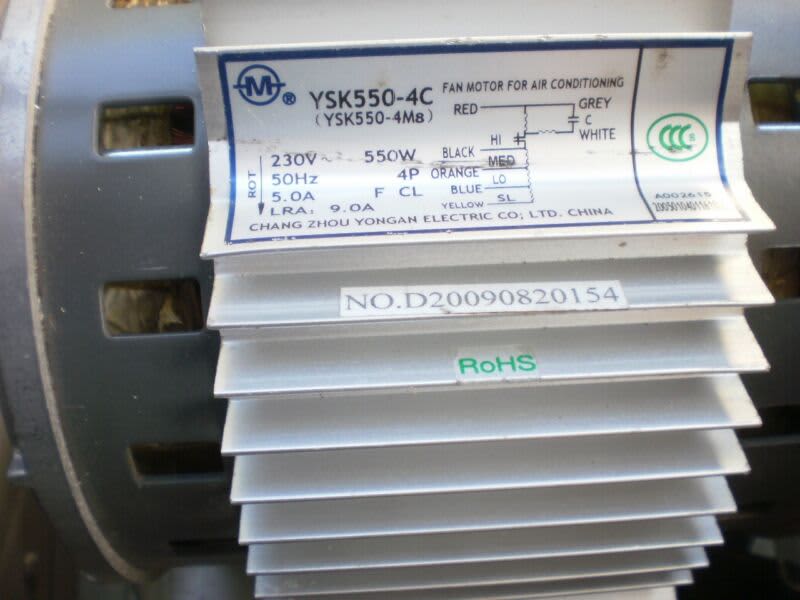 M ®
YSK550-4C
(YSK550-4M8)
FAN MOTOR FOR AIR CONDITIONING
RED
GREY
C
WHITE
HI
BLACK
MED
ORANGE
LO
BLUE
YELLOW
SL
ROT
230V~ 550W
50Hz 4P
5.0A F CL
LRA: 9.0A
CHANG ZHOU YONGAN ELECTRIC CO; LTD. CHINA
CCC
A002615
NO.D20090820154
RoHS